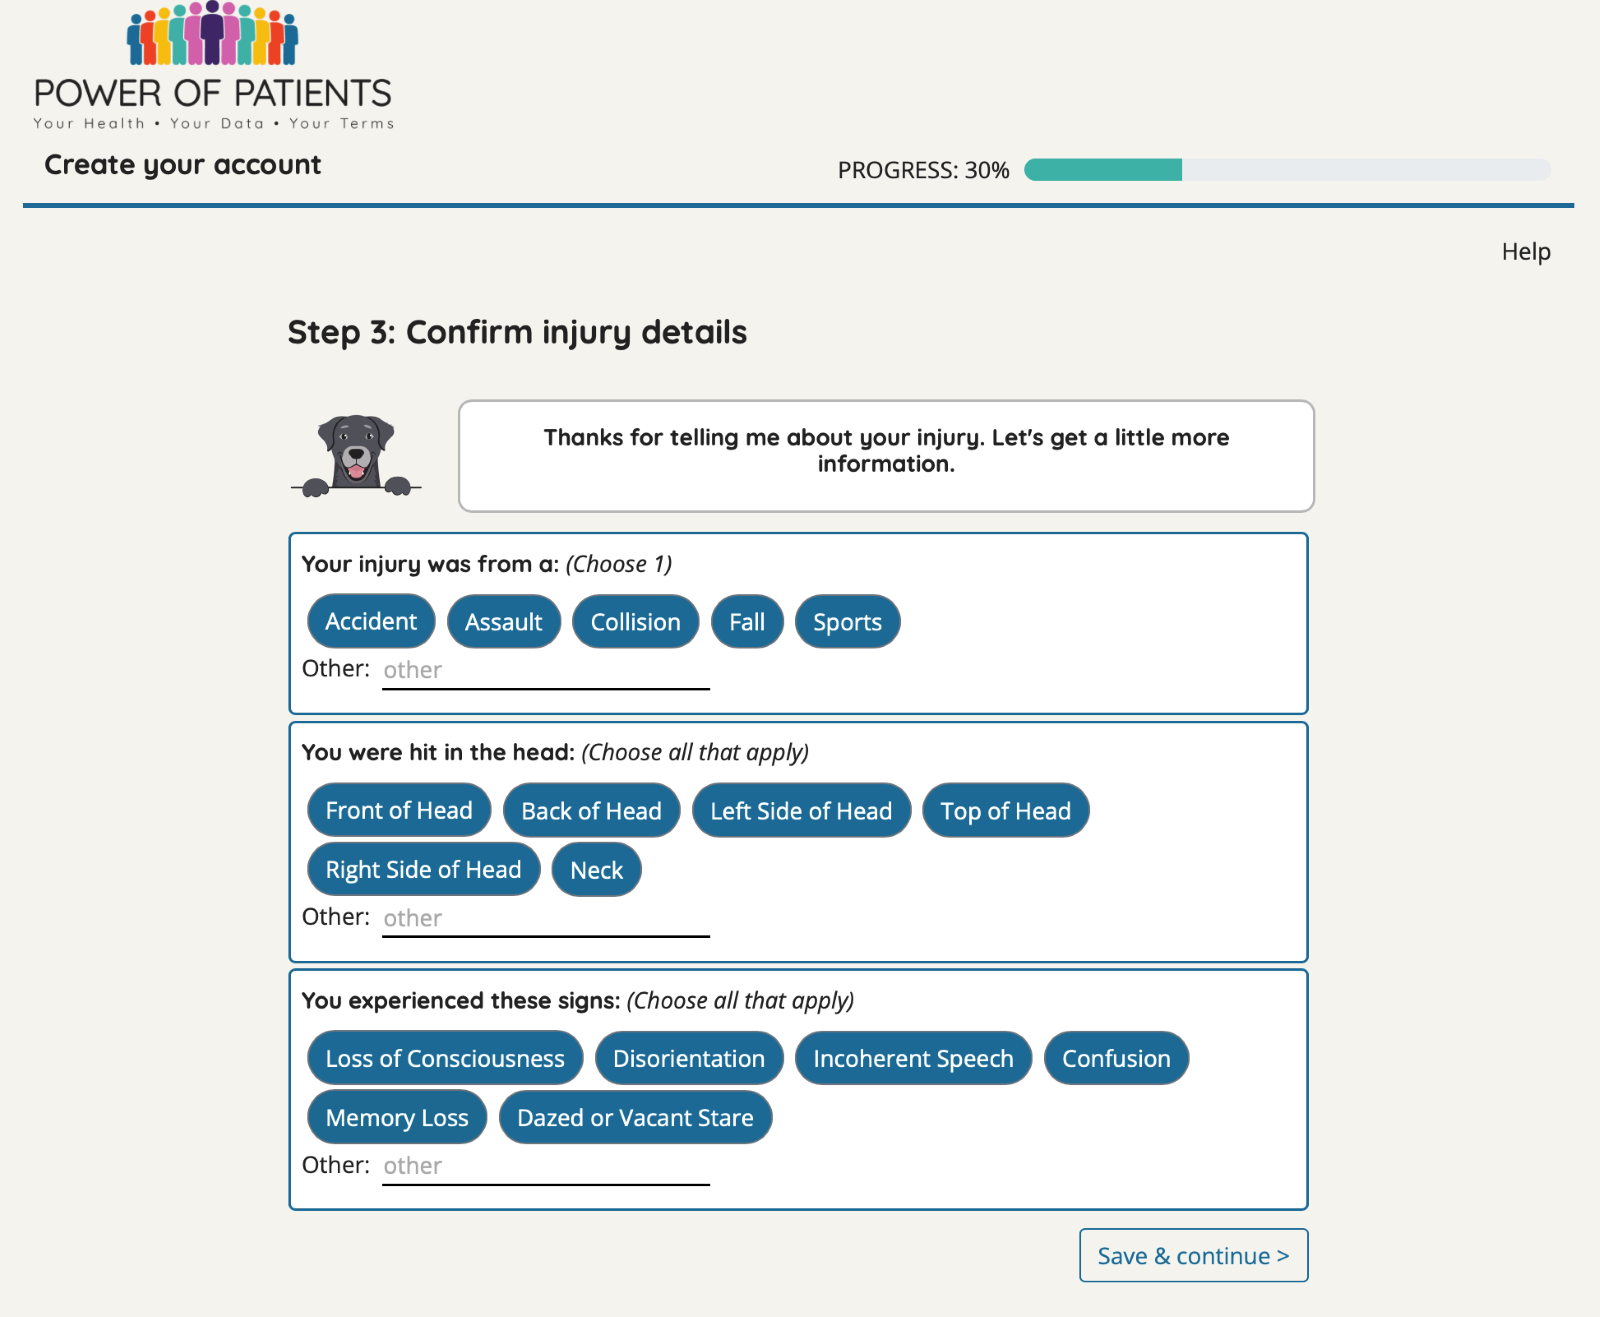 POWER OF PATIENTS
Your Health • Your Data • Your Terms
Create your account
PROGRESS: 30%
Help
Step 3: Confirm injury details
Thanks for telling me about your injury. Let's get a little more
information.
Your injury was from a: (Choose 1)
Accident Assault Collision Fall Sports
Other: other
You were hit in the head: (Choose all that apply)
Front of Head Back of Head Left Side of Head Top of Head
Right Side of Head Neck
Other: other
You experienced these signs: (Choose all that apply)
Loss of Consciousness Disorientation Incoherent Speech Confusion
Memory Loss Dazed or Vacant Stare
Other: other
Save & continue >